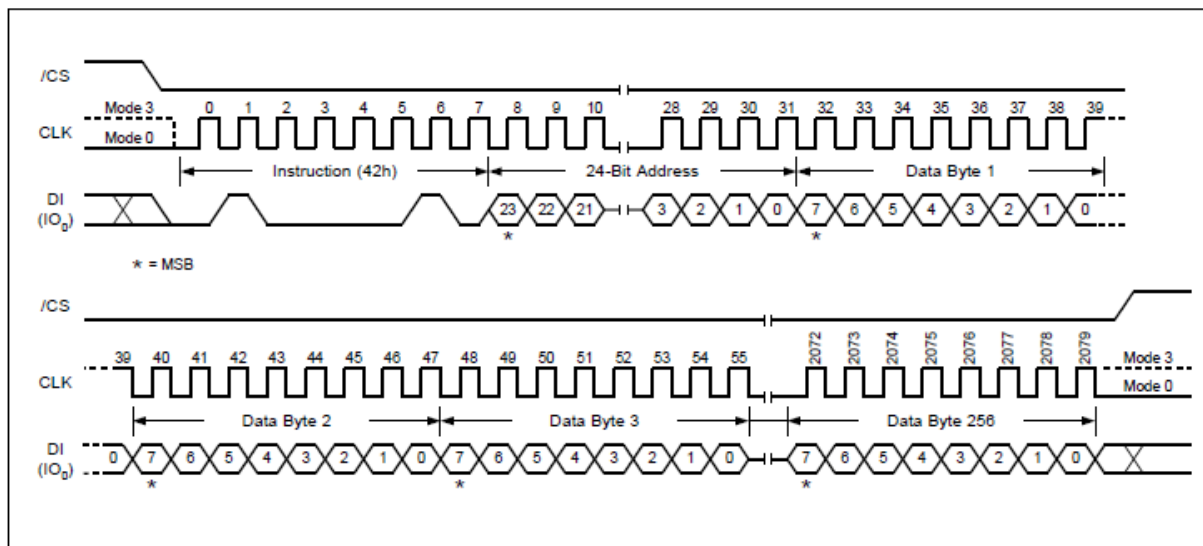 /CS
Mode 3 0 1 2 3 4 5 6 7 8 9 10 28 29 30 31 32 33 34 35 36 37 38 39
CLK Mode 0
Instruction (42h) 24-Bit Address Data Byte 1
DI
(IO₀) 23 22 21 3 2 1 0 7 6 5 4 3 2 1 0
* *
* = MSB
/CS
39 40 41 42 43 44 45 46 47 48 49 50 51 52 53 54 55 2072 2073 2074 2075 2076 2077 2078 2079 Mode 3
CLK Mode 0
Data Byte 2 Data Byte 3 Data Byte 256
DI
(IO₀) 0 7 6 5 4 3 2 1 0 7 6 5 4 3 2 1 0 7 6 5 4 3 2 1 0
* * *